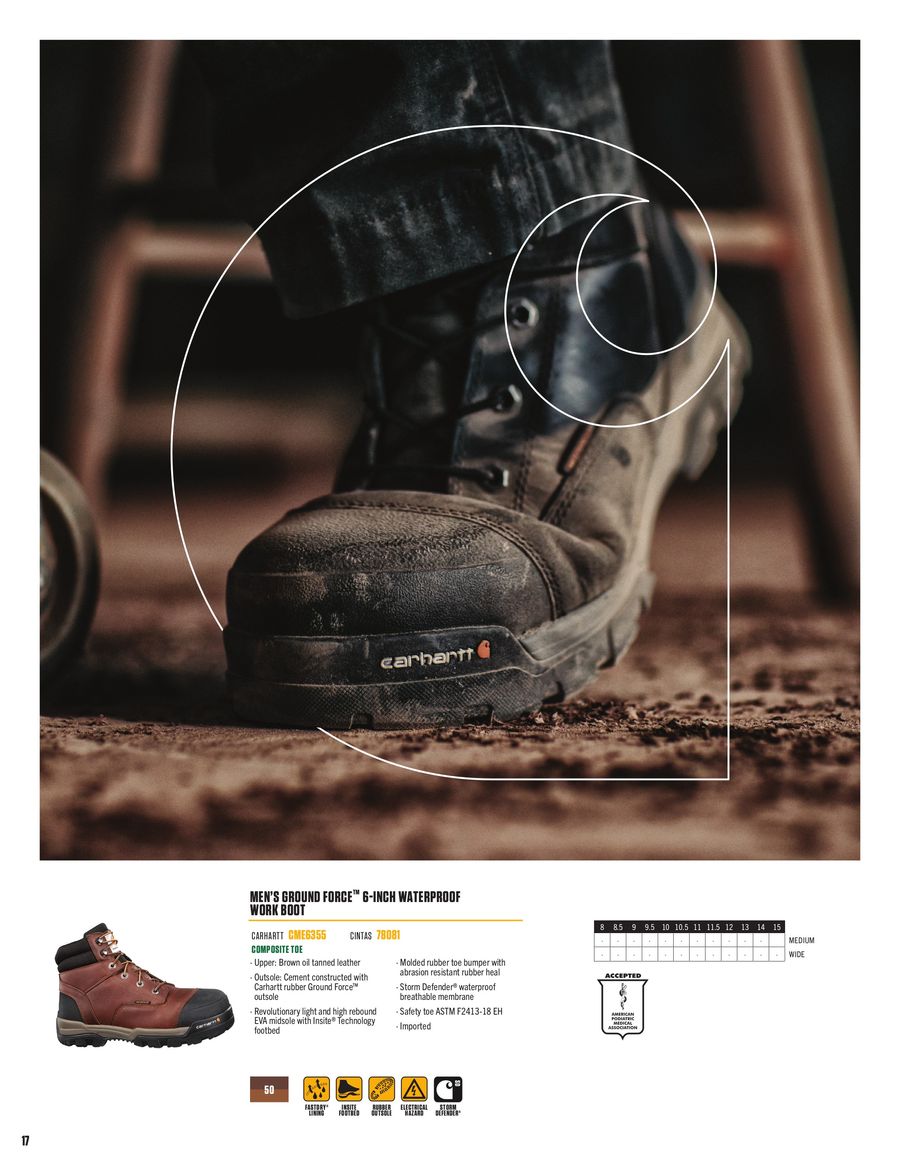 carhartt
MEN'S GROUND FORCE™ 6-INCH WATERPROOF
WORK BOOT
CARHARTT CME6355 CINTAS 78081
COMPOSITE TOE
· Upper: Brown oil tanned leather
· Outsole: Cement constructed with
Carhartt rubber Ground Force™
outsole
· Revolutionary light and high rebound
EVA midsole with Insite® Technology
footbed
· Molded rubber toe bumper with
abrasion resistant rubber heel
· Storm Defender® waterproof
breathable membrane
· Safety toe ASTM F2413-18 EH
· Imported
8 8.5 9 9.5 10 10.5 11 11.5 12 13 14 15
MEDIUM
WIDE
ACCEPTED
AMERICAN
PODIATRIC
MEDICAL
ASSOCIATION
carhartt
50
FASTDRY®
LINING
INSITE
FOOTBED
RUBBER
OUTSOLE
ELECTRICAL
HAZARD
STORM
DEFENDER®
17